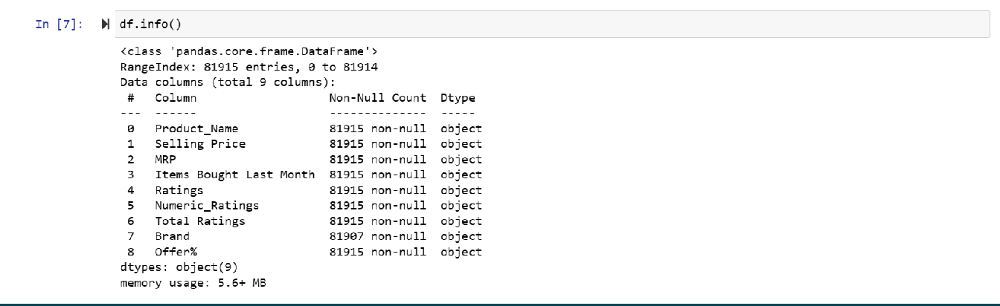 In [7]: df.info()
<class 'pandas.core.frame.DataFrame'>
RangeIndex: 81915 entries, 0 to 81914
Data columns (total 9 columns):
 #   Column                   Non-Null Count  Dtype
---  ------                   --------------  -----
 0   Product_Name             81915 non-null  object
 1   Selling Price            81915 non-null  object
 2   MRP                      81915 non-null  object
 3   Items Bought Last Month  81915 non-null  object
 4   Ratings                  81915 non-null  object
 5   Numeric_Ratings          81915 non-null  object
 6   Total Ratings            81915 non-null  object
 7   Brand                    81907 non-null  object
 8   Offer%                   81915 non-null  object
dtypes: object(9)
memory usage: 5.6+ MB